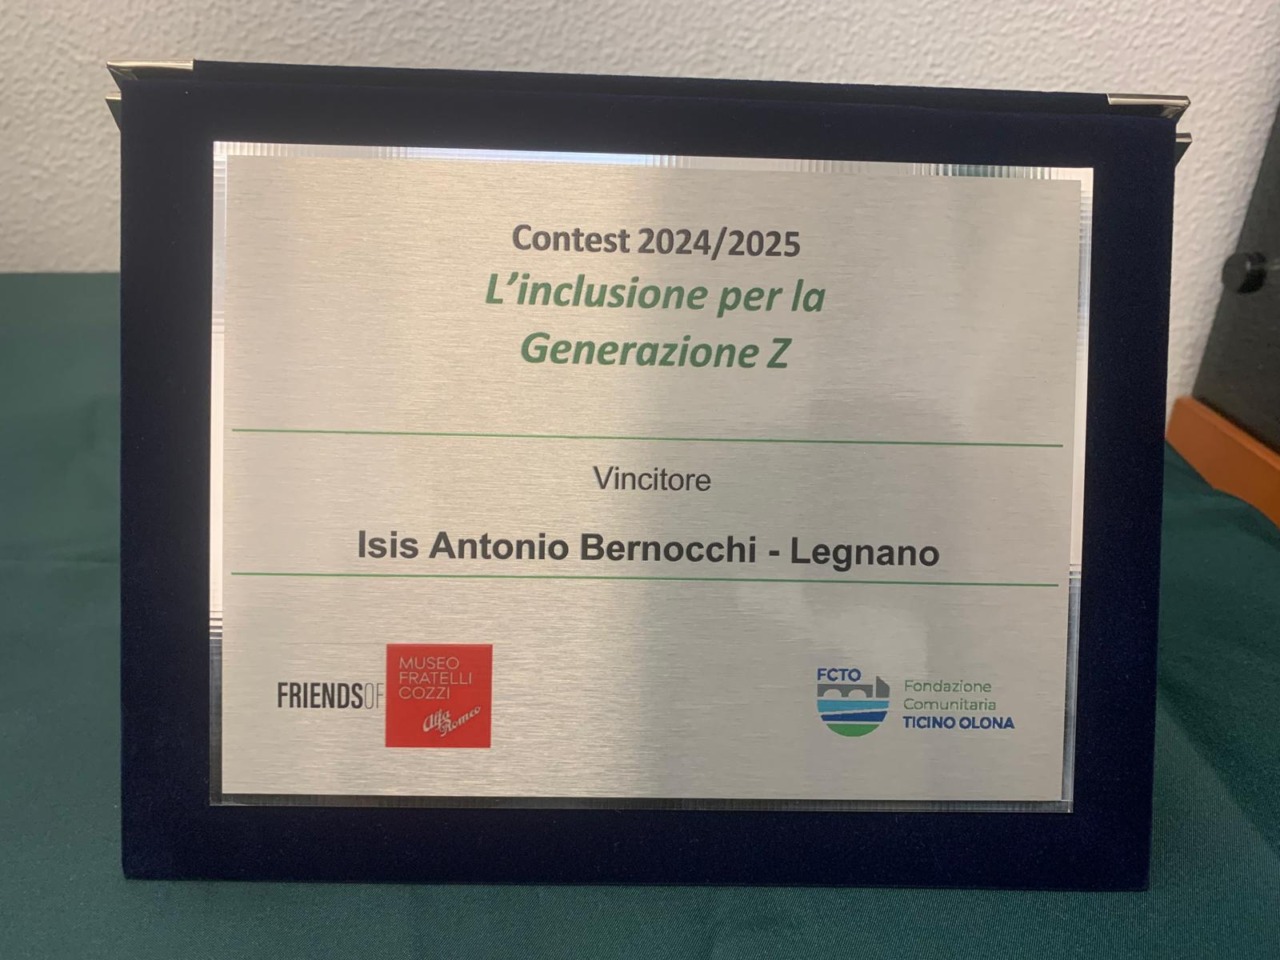 Contest 2024/2025
L'inclusione per la
Generazione Z
Vincitore
Isis Antonio Bernocchi - Legnano
FRIENDSOF
MUSEO
FRATELLI
COZZI
Alfa Romeo
FCTO
Fondazione
Comunitaria
TICINO OLONA